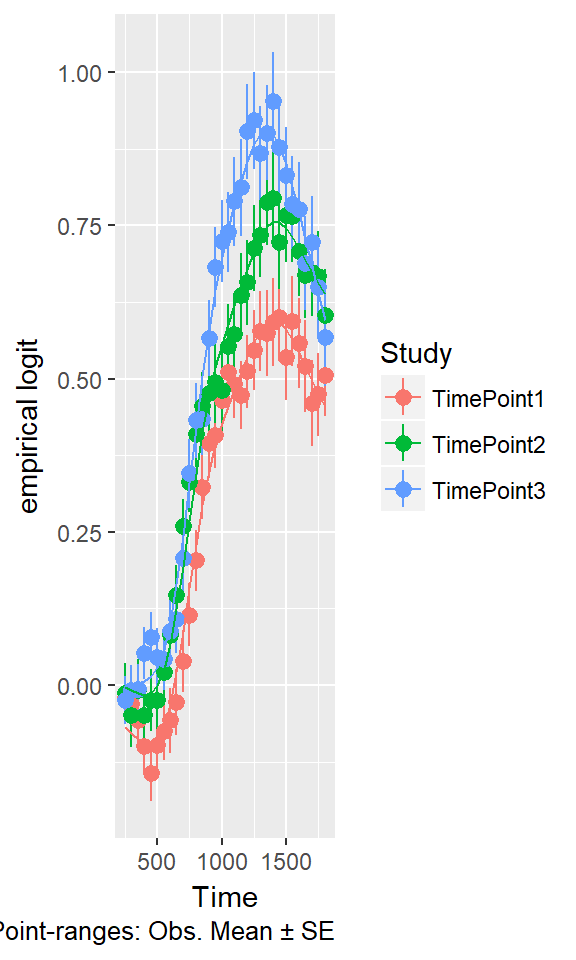 1.00
0.75
0.50
0.25
0.00
empirical logit
500 1000 1500
Time
Point-ranges: Obs. Mean ± SE
Study
TimePoint1
TimePoint2
TimePoint3